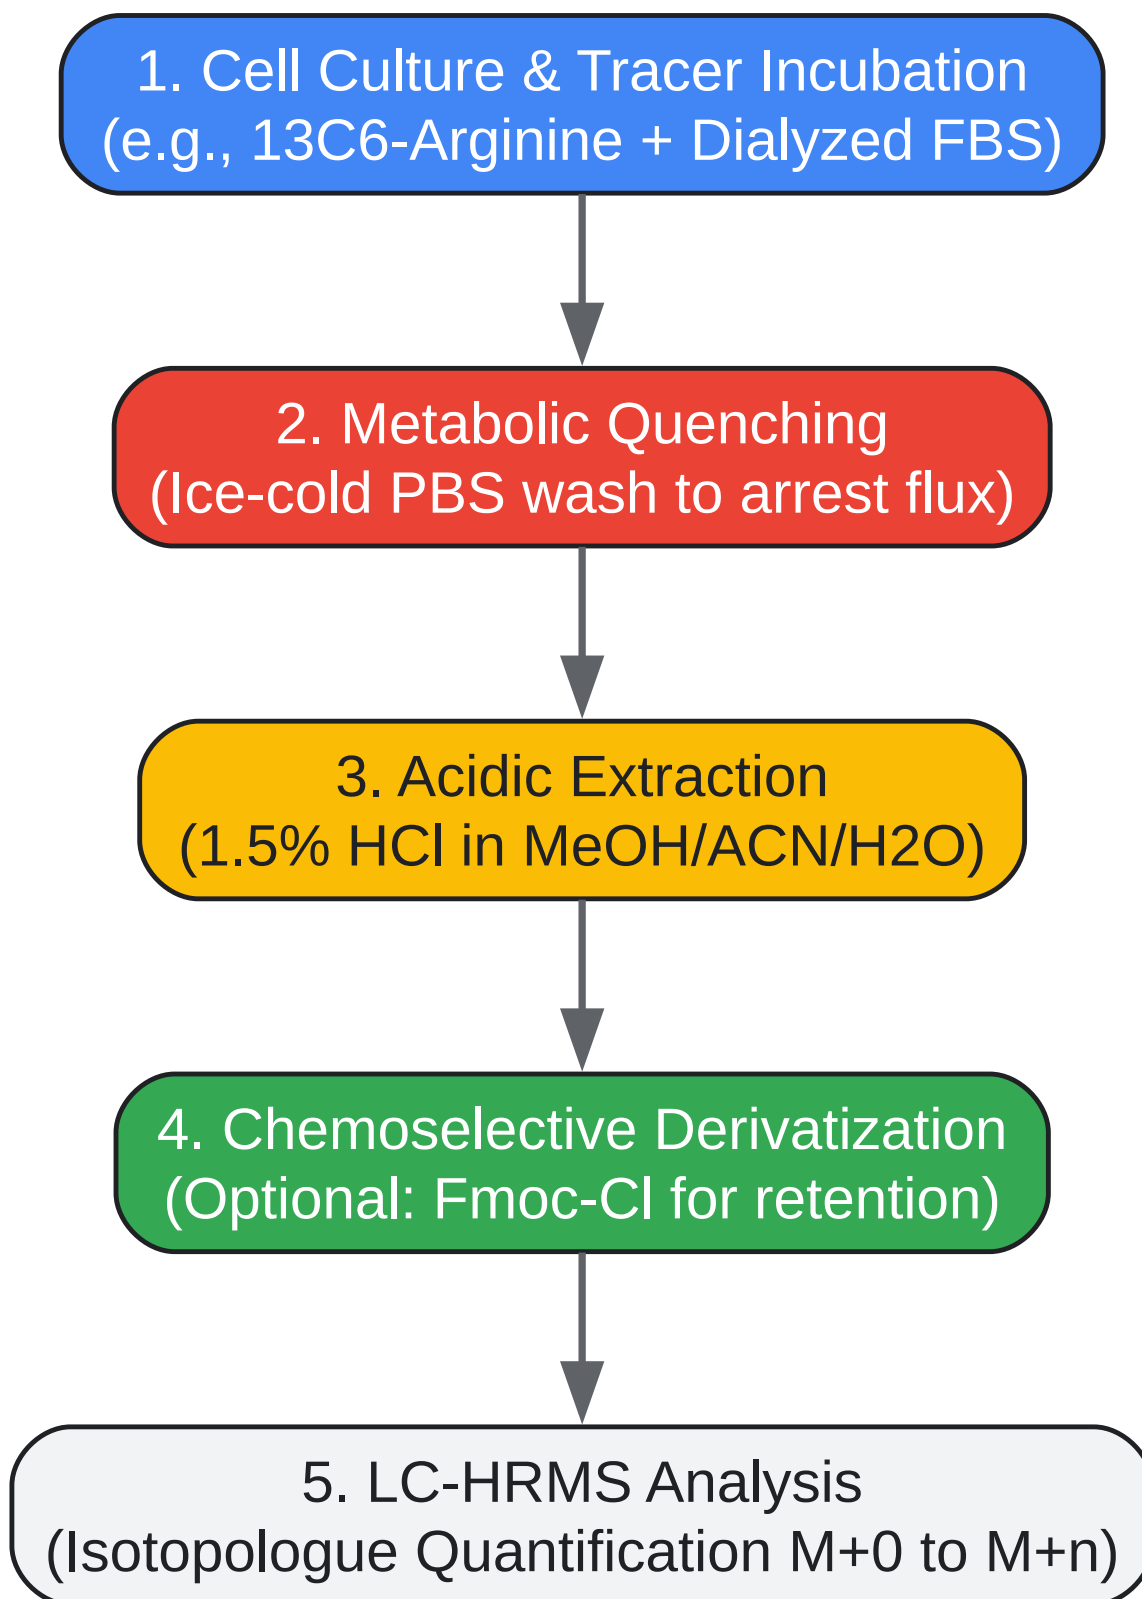 1. Cell Culture & Tracer Incubation
(e.g., 13C6-Arginine + Dialyzed FBS)
2. Metabolic Quenching
(Ice-cold PBS wash to arrest flux)
3. Acidic Extraction
(1.5% HCl in MeOH/ACN/H2O)
4. Chemoselective Derivatization
(Optional: Fmoc-Cl for retention)
5. LC-HRMS Analysis
(Isotopologue Quantification M+0 to M+n)